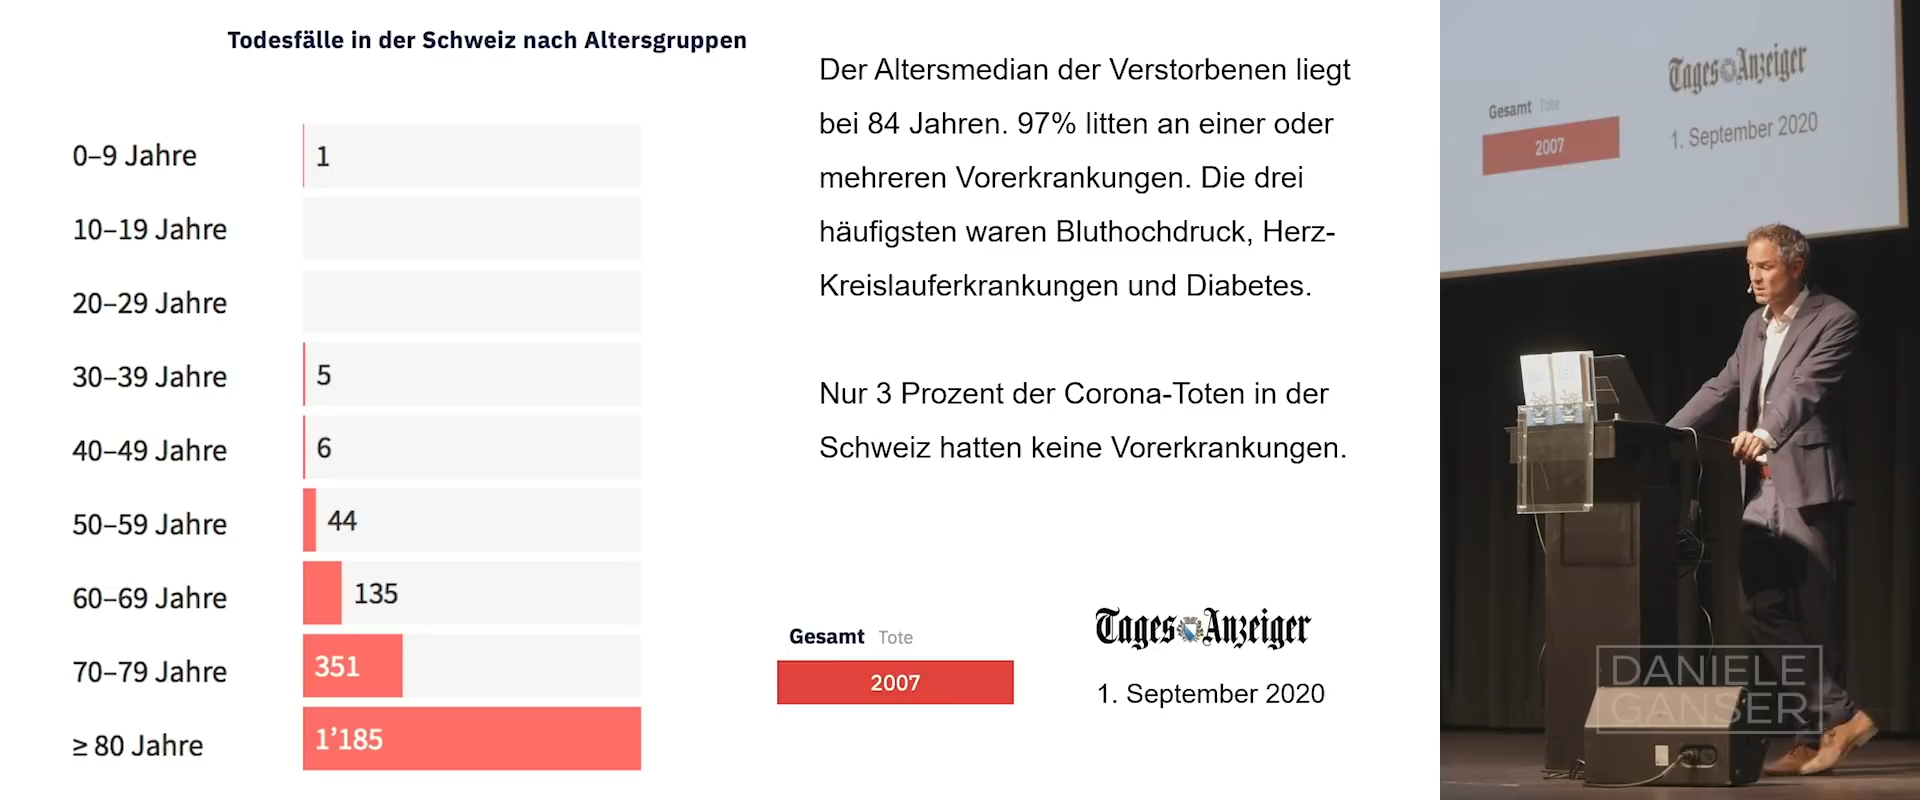 Todesfälle in der Schweiz nach Altersgruppen
0–9 Jahre 1
10–19 Jahre
20–29 Jahre
30–39 Jahre 5
40–49 Jahre 6
50–59 Jahre 44
60–69 Jahre 135
70–79 Jahre 351
≥ 80 Jahre 1’185
Der Altersmedian der Verstorbenen liegt
bei 84 Jahren. 97% litten an einer oder
mehreren Vorerkrankungen. Die drei
häufigsten waren Bluthochdruck, Herz-
Kreislauferkrankungen und Diabetes.
Nur 3 Prozent der Corona-Toten in der
Schweiz hatten keine Vorerkrankungen.
Gesamt Tote
2007
Tages Anzeiger
1. September 2020
Tages Anzeiger
Gesamt Tote
2007
1. September 2020
DANIELE
GANSER